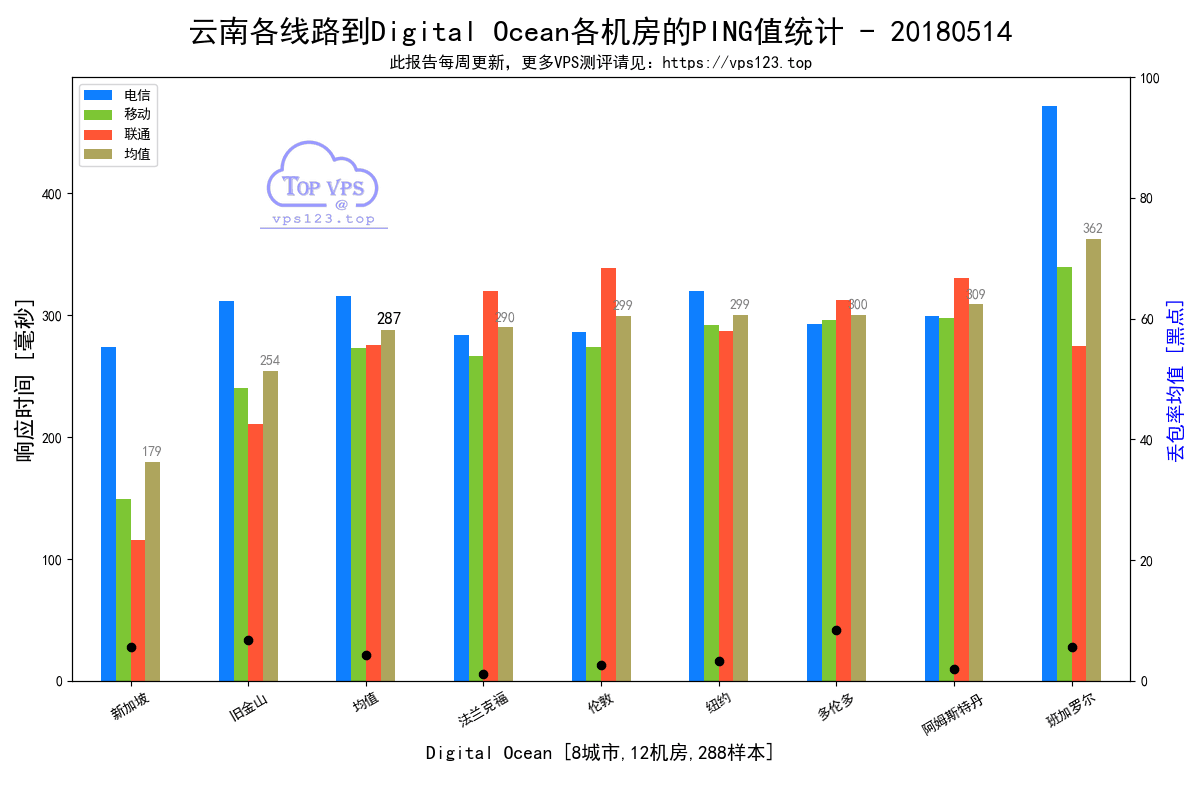 云南各线路到Digital Ocean各机房的PING值统计 - 20180514
此报告每周更新，更多VPS测评请见：https://vps123.top
电信
移动
联通
均值
TOP VPS
@
vps123.top
响应时间 [毫秒]
400
300
200
100
0
179
254
287
290
299
299
300
309
362
100
80
60
40
20
0
丢包率均值 [黑点]
新加坡
旧金山
均值
法兰克福
伦敦
纽约
多伦多
阿姆斯特丹
班加罗尔
Digital Ocean [8城市,12机房,288样本]